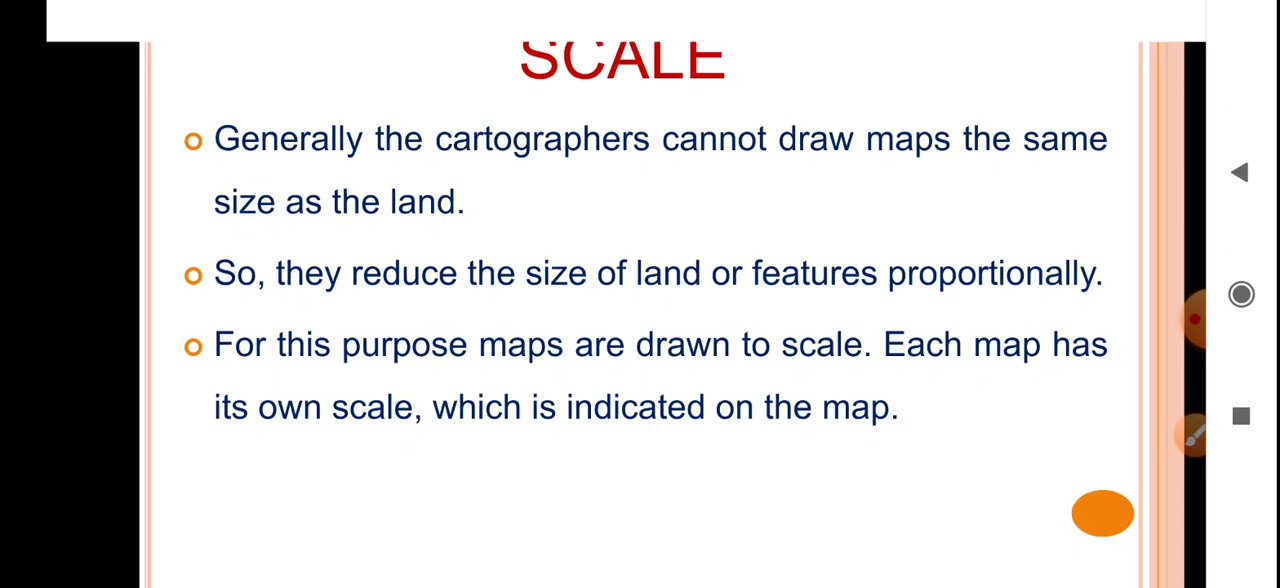 SCALE
Generally the cartographers cannot draw maps the same
size as the land.
So, they reduce the size of land or features proportionally.
For this purpose maps are drawn to scale. Each map has
its own scale, which is indicated on the map.